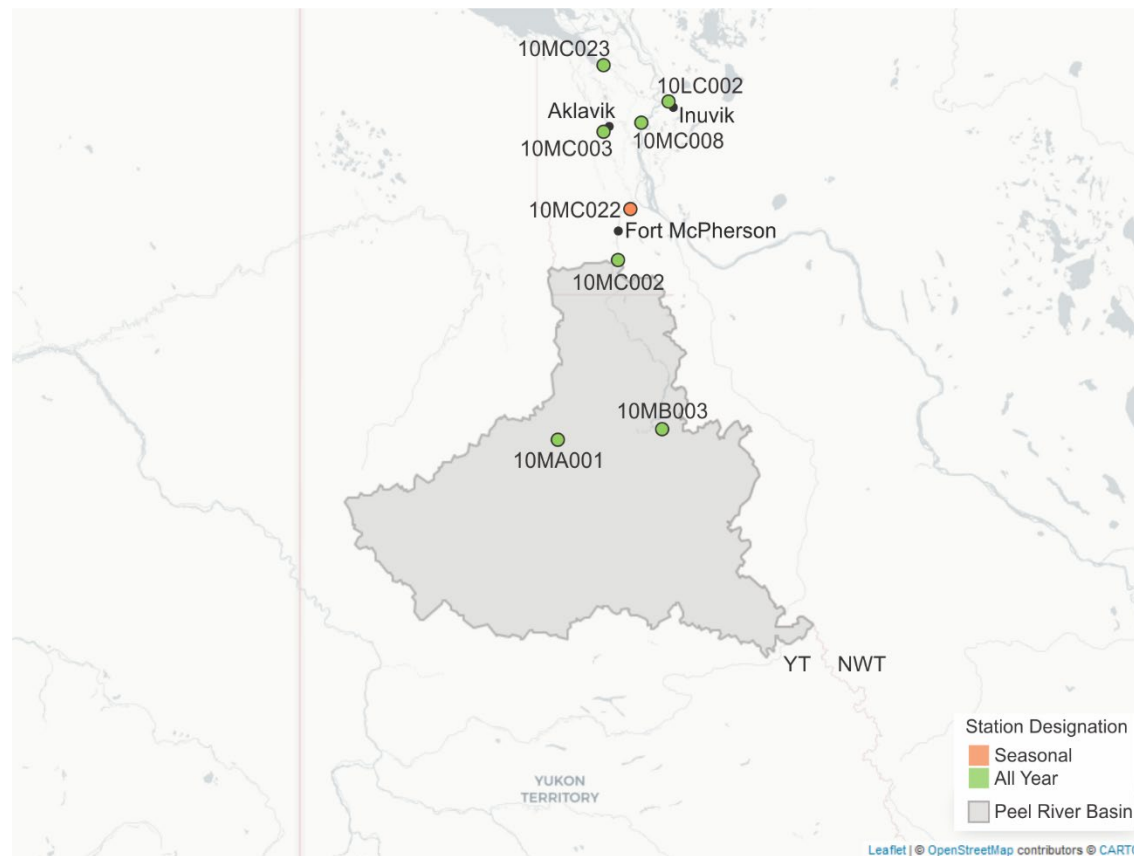 10MC023
10LC002
Aklavik
Inuvik
10MC003
10MC008
10MC022
Fort McPherson
10MC002
10MB003
10MA001
YT NWT
Station Designation
Seasonal
All Year
Peel River Basin
YUKON
TERRITORY
Leaflet | © OpenStreetMap contributors © CARTO